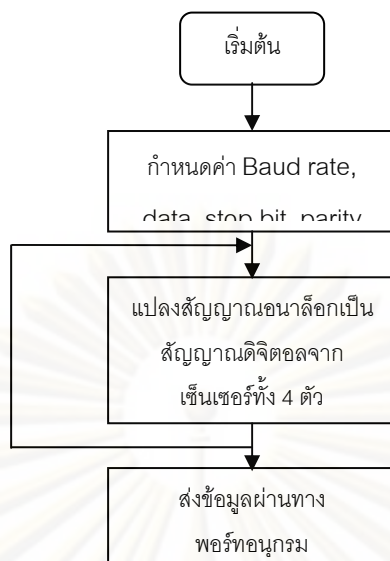 เริ่มต้น
กำหนดค่า Baud rate,
data, stop bit, parity
แปลงสัญญาณอนาล็อกเป็น
สัญญาณดิจิตอลจาก
เซ็นเซอร์ทั้ง 4 ตัว
ส่งข้อมูลผ่านทาง
พอร์ทอนุกรม